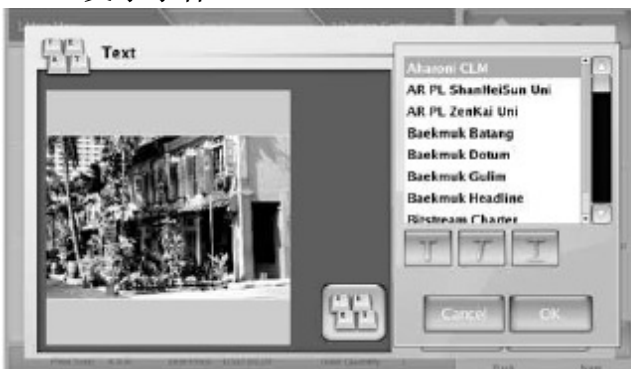 Text
Aharoni CLM
AR PL ShanHeiSun Uni
AR PL ZenKai Uni
Baekmuk Batang
Baekmuk Dotum
Baekmuk Gulim
Baekmuk Headline
Bitstream Charter
T T T
Cancel OK